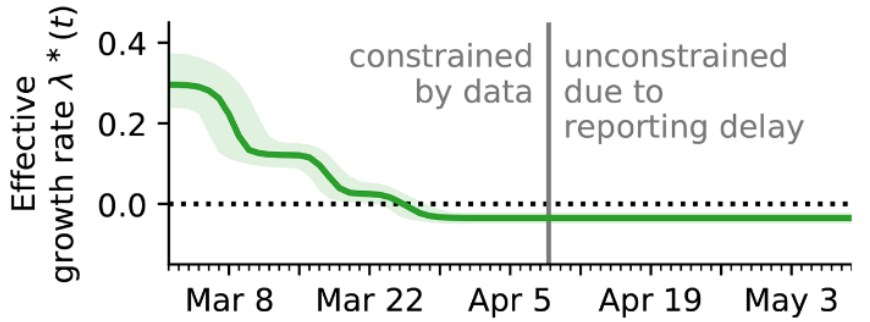 Effective
growth rate λ * (t)
0.4
0.2
0.0
constrained
by data
unconstrained
due to
reporting delay
Mar 8
Mar 22
Apr 5
Apr 19
May 3